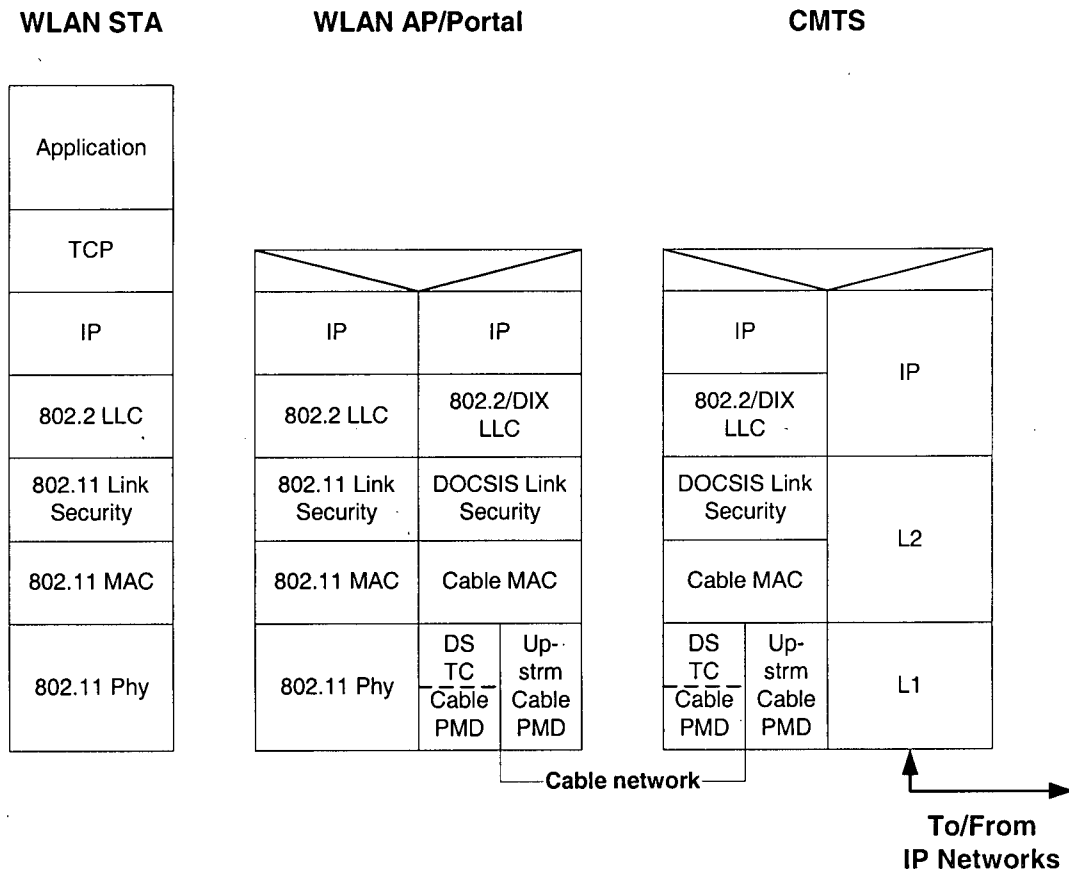 WLAN STA
WLAN AP/Portal
CMTS
Application
TCP
IP
802.2 LLC
802.11 Link
Security
802.11 MAC
802.11 Phy
IP
802.2 LLC
802.11 Link
Security
802.11 MAC
802.11 Phy
IP
802.2/DIX
LLC
DOCSIS Link
Security
Cable MAC
DS
TC
Cable
PMD
Up-
strm
Cable
PMD
IP
802.2/DIX
LLC
DOCSIS Link
Security
Cable MAC
DS
TC
Cable
PMD
Up-
strm
Cable
PMD
IP
L2
L1
Cable network
To/From
IP Networks